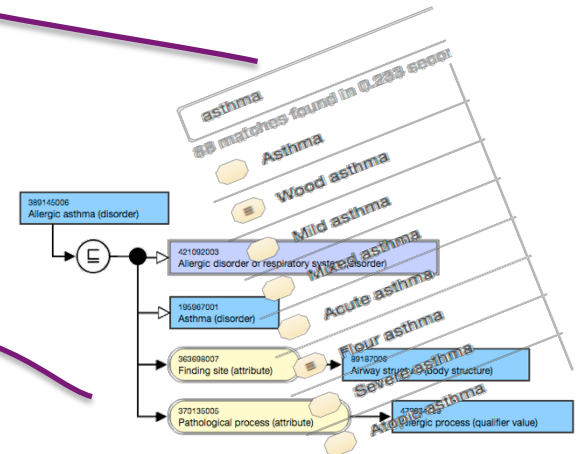 asthma
88 matches found in 0.233
Asthma
Wood asthma
Mild asthma
Mixed asthma
Acute asthma
Flour asthma
Severe asthma
Atopic asthma
389145006
Allergic asthma (disorder)
⊑
421092003
Allergic disorder of respiratory system (disorder)
195967001
Asthma (disorder)
363698007
Finding site (attribute)
89187006
Airway structure (body structure)
370135005
Pathological process (attribute)
Allergic process (qualifier value)